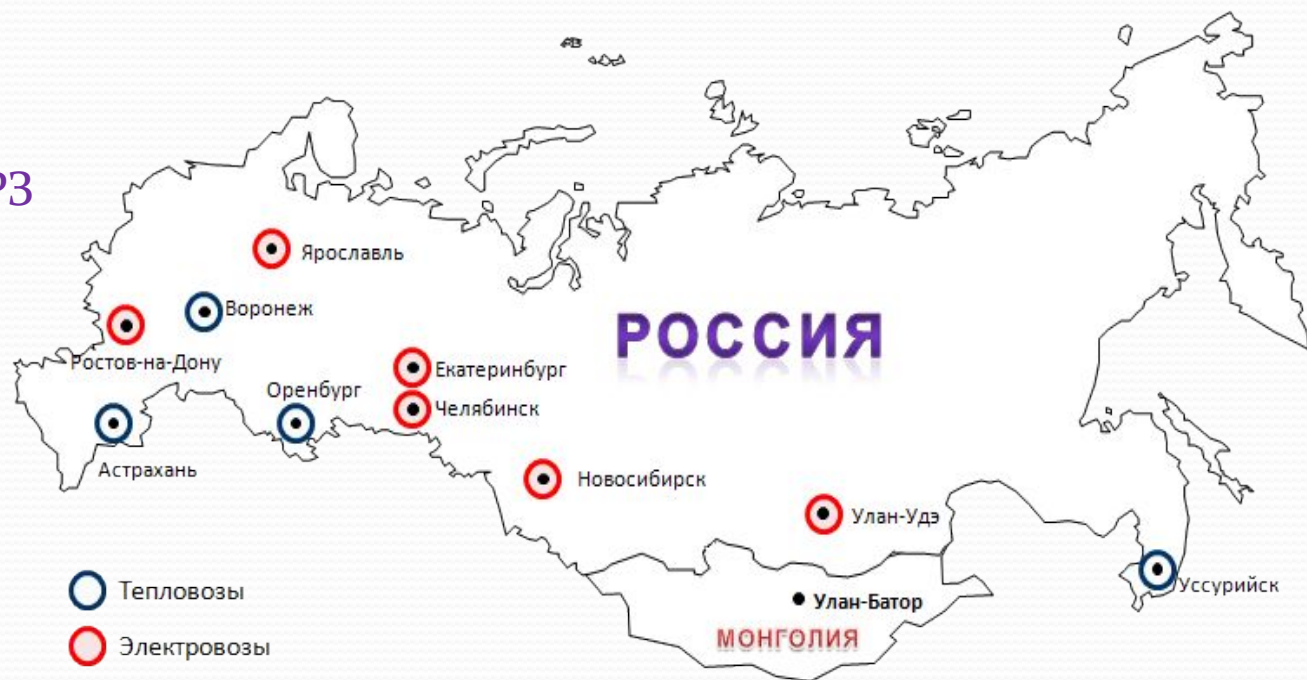 РЗ
Ярославль
Воронеж
РОССИЯ
Ростов-на-Дону
Екатеринбург
Оренбург
Челябинск
Астрахань
Новосибирск
Улан-Удэ
Уссурийск
Тепловозы
Улан-Батор
МОНГОЛИЯ
Электровозы